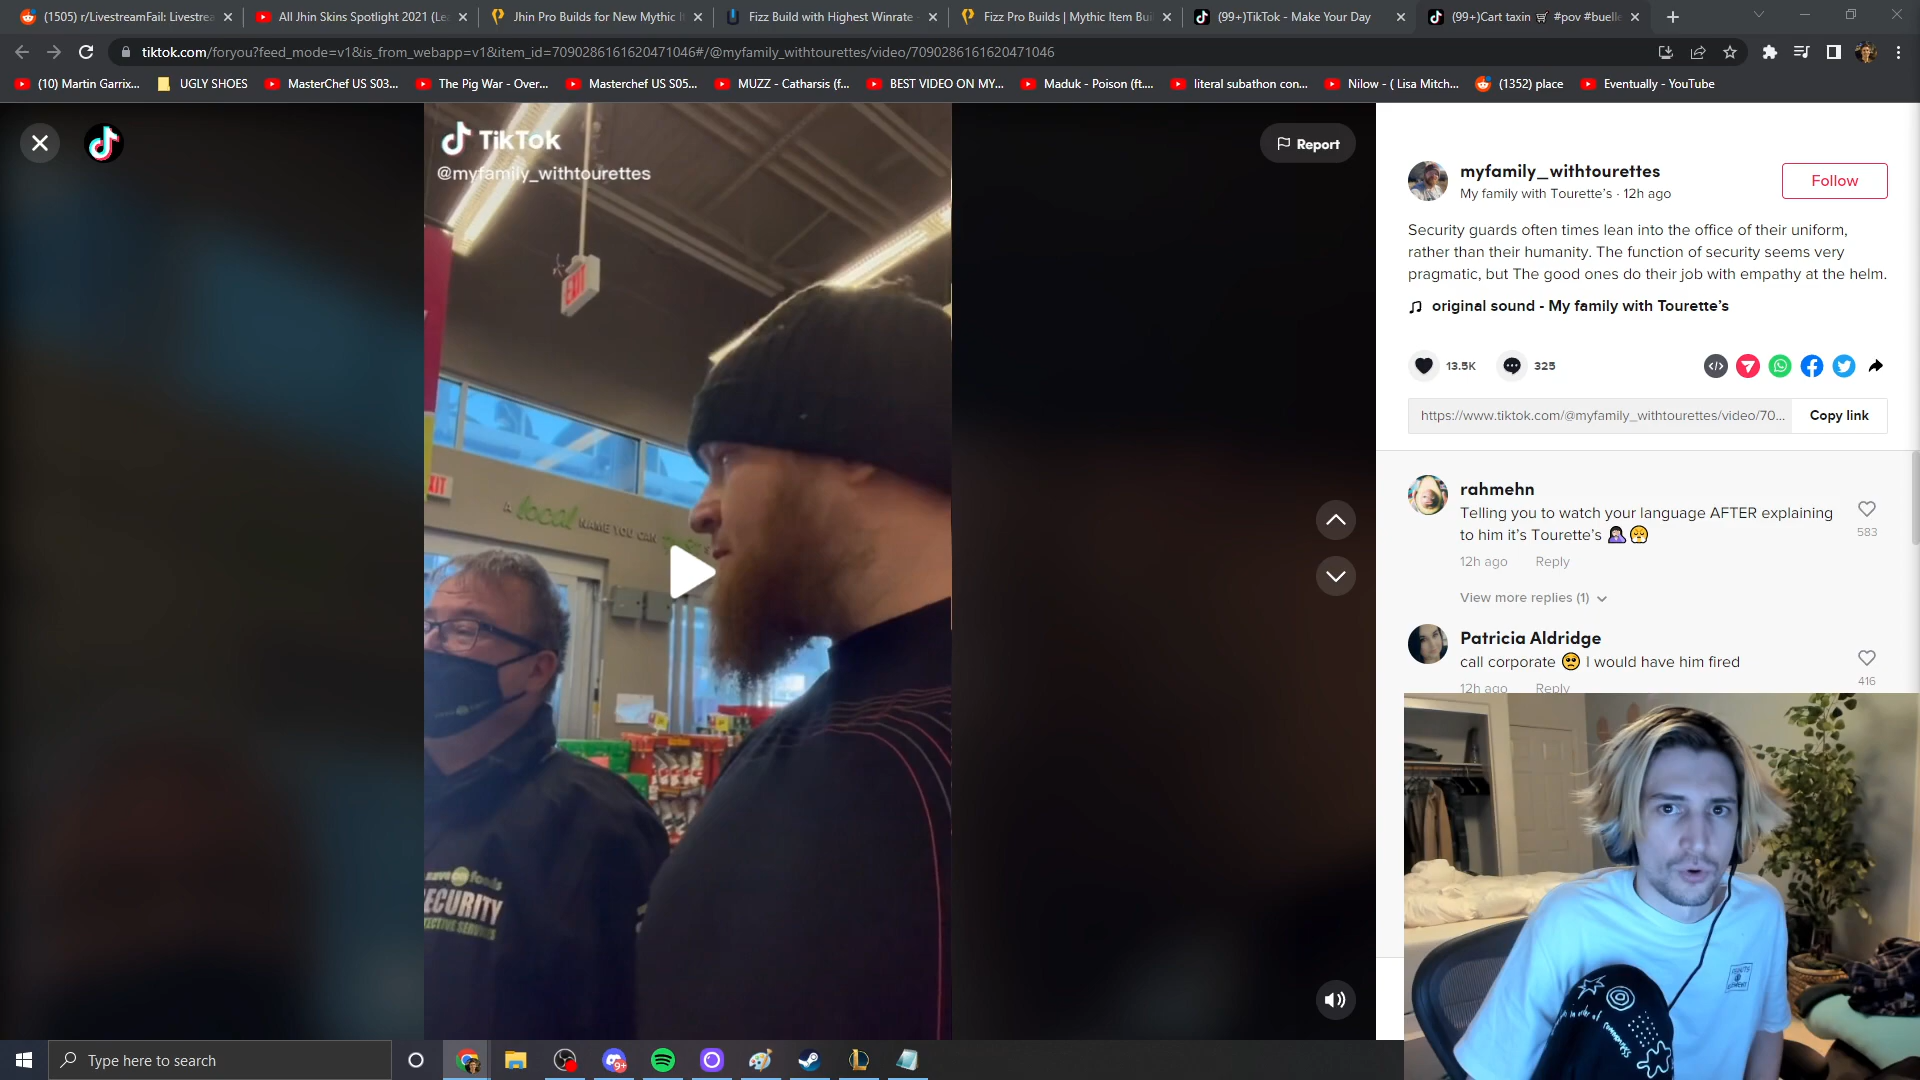 (1505) r/LivestreamFail: Livestrea
All Jhin Skins Spotlight 2021 (Le
Jhin Pro Builds for New Mythic I
Fizz Build with Highest Winrate
Fizz Pro Builds | Mythic Item Bui
(99+)TikTok - Make Your Day
(99+)Cart taxin 🛒 #pov #buelle
tiktok.com/foryou?feed_mode=v1&is_from_webapp=v1&item_id=7090286161620471046#/@myfamily_withtourettes/video/7090286161620471046
(10) Martin Garrix...
UGLY SHOES
MasterChef US S03...
The Pig War - Over...
Masterchef US S05...
MUZZ - Catharsis (f...
BEST VIDEO ON MY...
Maduk - Poison (ft....
literal subathon con...
Nilow - ( Lisa Mitch...
(1352) place
Eventually - YouTube
TikTok
@myfamily_withtourettes
Report
EXIT
A local NAME YOU CAN
SECURITY
myfamily_withtourettes
My family with Tourette's · 12h ago
Follow
Security guards often times lean into the office of their uniform,
rather than their humanity. The function of security seems very
pragmatic, but The good ones do their job with empathy at the helm.
original sound - My family with Tourette's
13.5K
325
https://www.tiktok.com/@myfamily_withtourettes/video/70...
Copy link
rahmehn
Telling you to watch your language AFTER explaining
to him it's Tourette's 🤦🏻‍♀️😤
583
12h ago
Reply
View more replies (1)
Patricia Aldridge
call corporate 🥺 I would have him fired
416
12h ago
Reply
9+
Type here to search